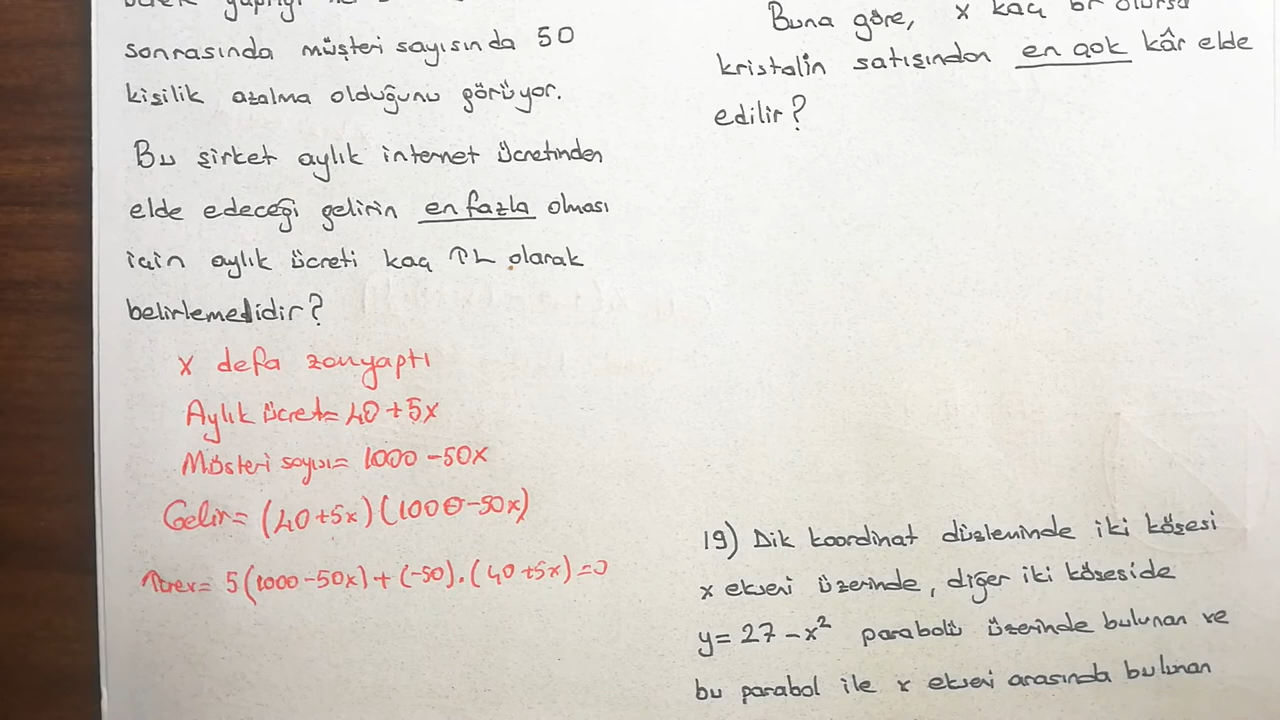 sonrasında müşteri sayısında 50
kişilik azalma olduğunu görüyor.
Bu şirket aylık internet ücretinden
elde edeceği gelirin en fazla olması
için aylık ücreti kaç TL olarak
belirlemelidir?
x defa zam yaptı
Aylık ücret= 40 + 5x
Müşteri sayısı= 1000 - 50x
Gelir= (40+5x)(1000-50x)
Türev= 5(1000-50x) + (-50).(40+5x)=0
Buna göre, x kaç br olursa
kristalin satışından en çok kâr elde
edilir?
19) Dik koordinat düzleminde iki köşesi
x ekseni üzerinde, diğer iki köşeside
y= 27 - x² parabolü üzerinde bulunan ve
bu parabol ile x ekseni arasında bulunan